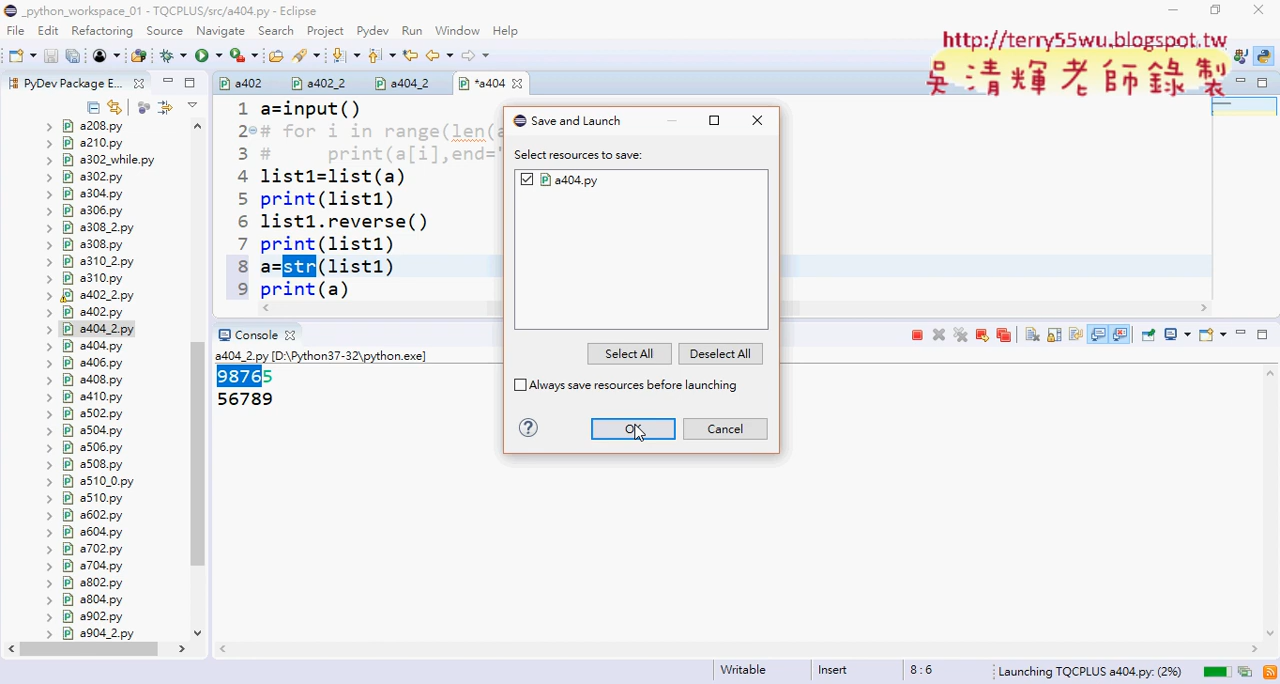 _python_workspace_01 - TQCPLUS/src/a404.py - Eclipse
File Edit Refactoring Source Navigate Search Project Pydev Run Window Help
http://terry55wu.blogspot.tw
吳清輝老師錄製
PyDev Package E...
a402 a402_2 a404_2 *a404
a208.py
a210.py
a302_while.py
a302.py
a304.py
a306.py
a308_2.py
a308.py
a310_2.py
a310.py
a402_2.py
a402.py
a404_2.py
a404.py
a406.py
a408.py
a410.py
a502.py
a504.py
a506.py
a508.py
a510_0.py
a510.py
a602.py
a604.py
a702.py
a704.py
a802.py
a804.py
a902.py
a904_2.py
1 a=input()
2 # for i in range(len(a
3 #     print(a[i],end='
4 list1=list(a)
5 print(list1)
6 list1.reverse()
7 print(list1)
8 a=str(list1)
9 print(a)
Save and Launch
Select resources to save:
a404.py
Select All Deselect All
Always save resources before launching
OK Cancel
Console
a404_2.py [D:\Python37-32\python.exe]
98765
56789
Writable Insert 8 : 6 Launching TQCPLUS a404.py: (2%)